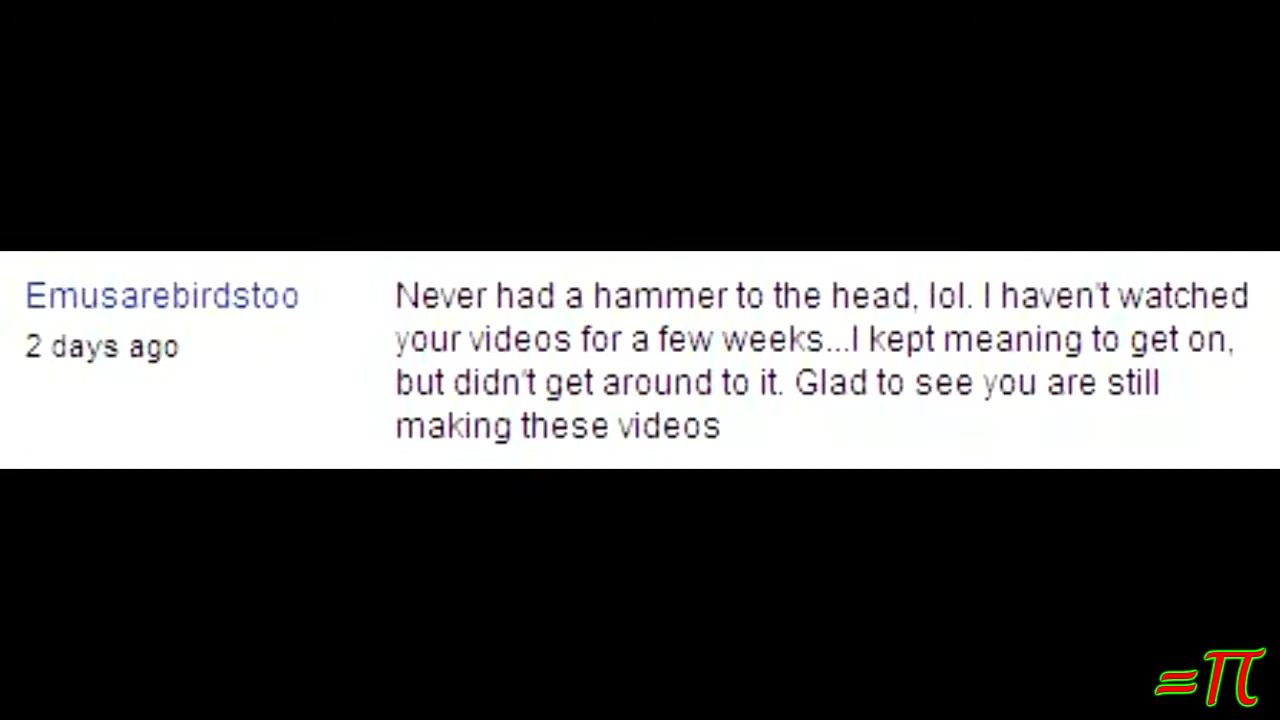 Emusarebirdstoo
2 days ago
Never had a hammer to the head, lol. I haven't watched
your videos for a few weeks...I kept meaning to get on,
but didn't get around to it. Glad to see you are still
making these videos
=π